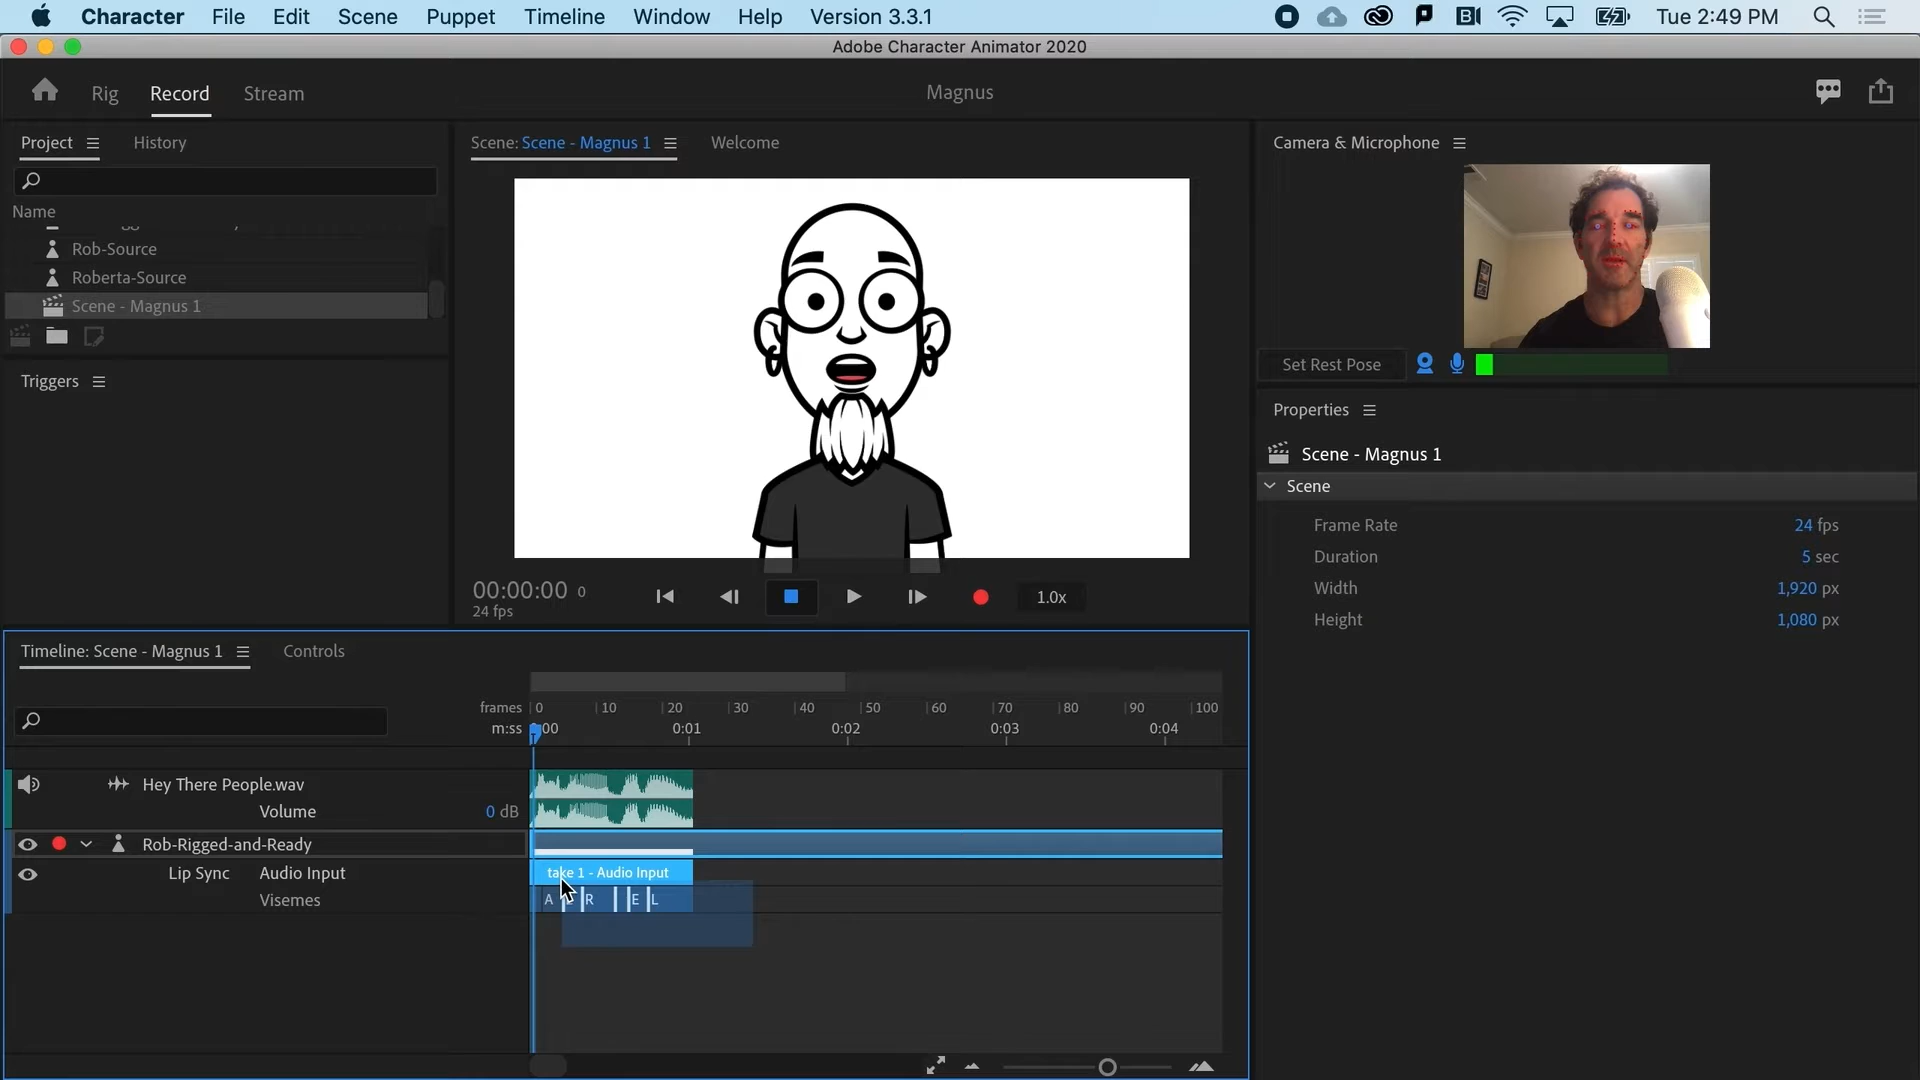 Character File Edit Scene Puppet Timeline Window Help Version 3.3.1 Tue 2:49 PM
Adobe Character Animator 2020
Rig Record Stream Magnus
Project History
Scene: Scene - Magnus 1 Welcome
Camera & Microphone
Name
Rob-Source
Roberta-Source
Scene - Magnus 1
Set Rest Pose
Triggers
Properties
Scene - Magnus 1
Scene
Frame Rate 24 fps
Duration 5 sec
Width 1,920 px
Height 1,080 px
00:00:00 0
24 fps
1.0x
Timeline: Scene - Magnus 1 Controls
frames 0 10 20 30 40 50 60 70 80 90 100
m:ss :00 0:01 0:02 0:03 0:04
Hey There People.wav
Volume 0 dB
Rob-Rigged-and-Ready
Lip Sync Audio Input take 1 - Audio Input
Visemes A R E L